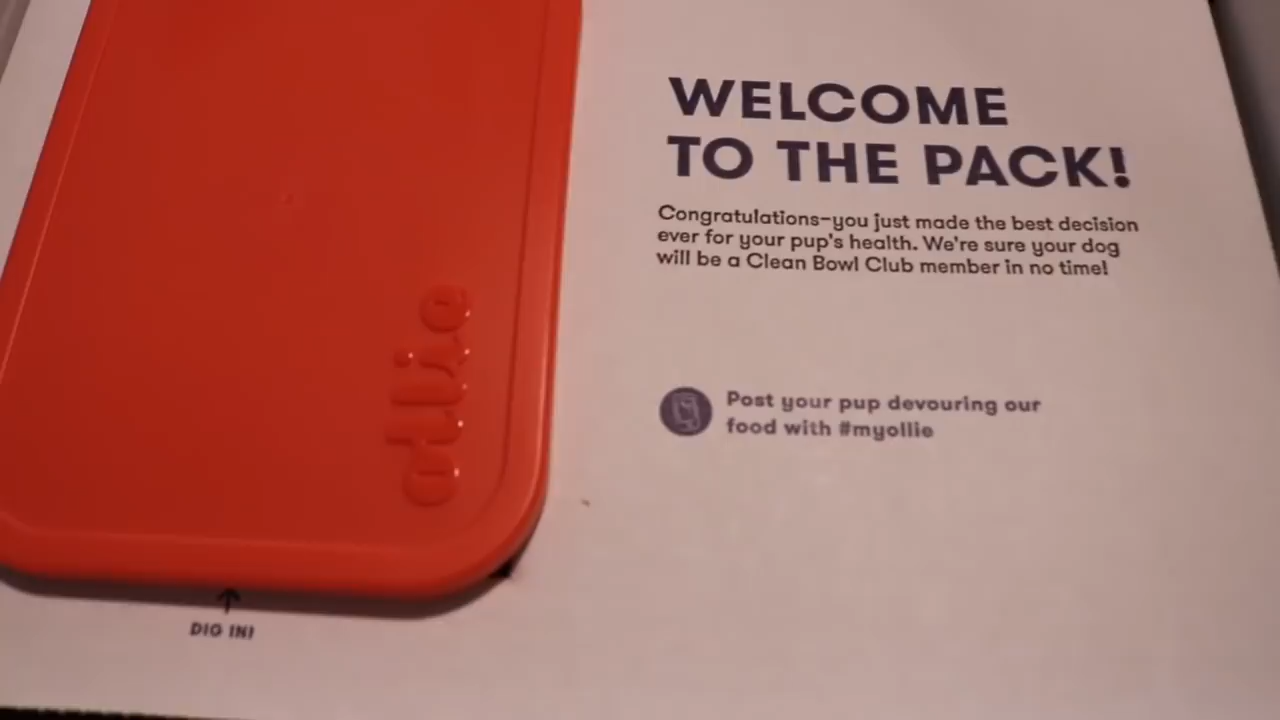 WELCOME
TO THE PACK!
Congratulations–you just made the best decision
ever for your pup's health. We're sure your dog
will be a Clean Bowl Club member in no time!
Post your pup devouring our
food with #myollie
ollie
DIG IN!